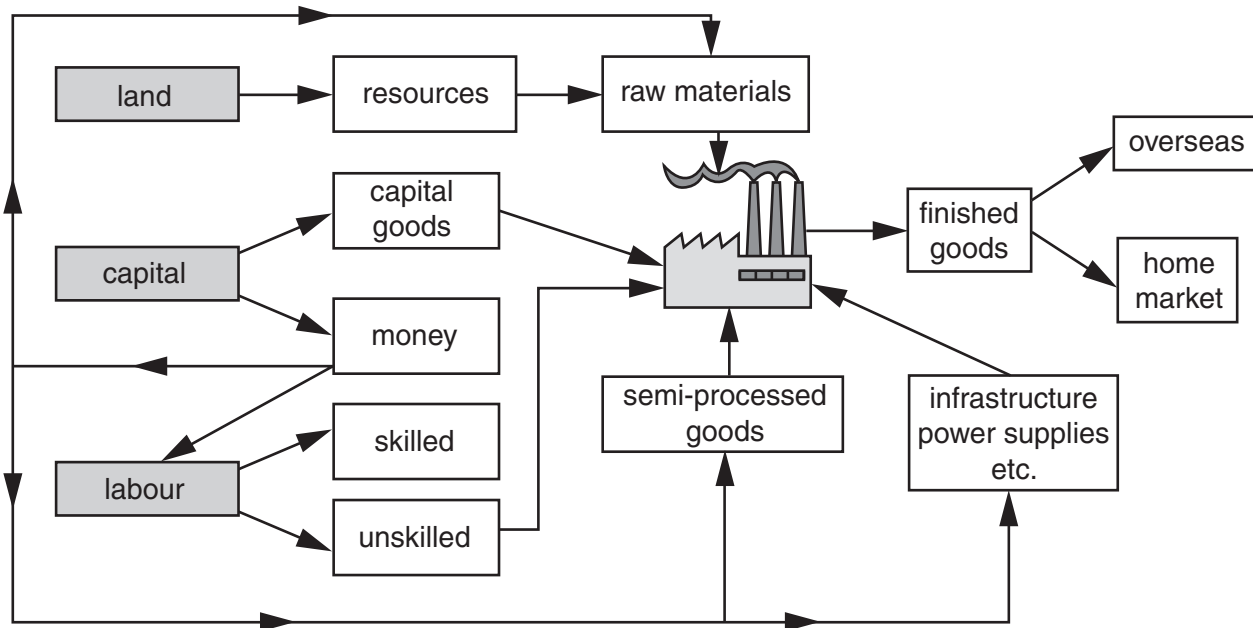 land
resources
raw materials
overseas
capital
goods
finished
goods
capital
home
market
money
semi-processed
goods
infrastructure
power supplies
etc.
skilled
labour
unskilled